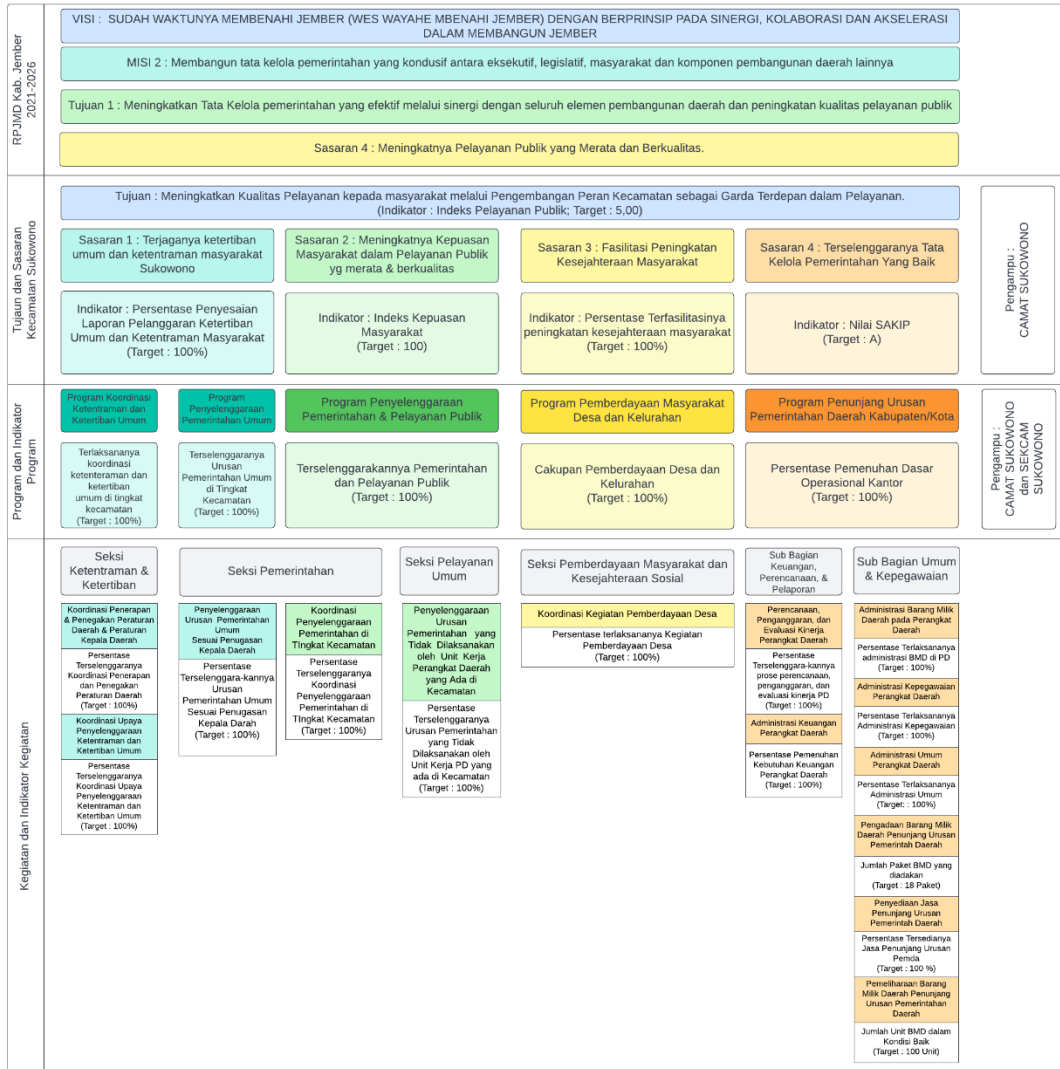 RPJMD Kab. Jember
2021-2026
VISI : SUDAH WAKTUNYA MEMBENAHI JEMBER (WES WAYAHE MBENAHI JEMBER) DENGAN BERPRINSIP PADA SINERGI, KOLABORASI DAN AKSELERASI
DALAM MEMBANGUN JEMBER
MISI 2 : Membangun tata kelola pemerintahan yang kondusif antara eksekutif, legislatif, masyarakat dan komponen pembangunan daerah lainnya
Tujuan 1 : Meningkatkan Tata Kelola pemerintahan yang efektif melalui sinergi dengan seluruh elemen pembangunan daerah dan peningkatan kualitas pelayanan publik
Sasaran 4 : Meningkatnya Pelayanan Publik yang Merata dan Berkualitas.
Tujaun dan Sasaran
Kecamatan Sukowono
Tujuan : Meningkatkan Kualitas Pelayanan kepada masyarakat melalui Pengembangan Peran Kecamatan sebagai Garda Terdepan dalam Pelayanan.
(Indikator : Indeks Pelayanan Publik; Target : 5,00)
Sasaran 1 : Terjaganya ketertiban
umum dan ketentraman masyarakat
Sukowono
Sasaran 2 : Meningkatnya Kepuasan
Masyarakat dalam Pelayanan Publik
yg merata & berkualitas
Sasaran 3 : Fasilitasi Peningkatan
Kesejahteraan Masyarakat
Sasaran 4 : Terselenggaranya Tata
Kelola Pemerintahan Yang Baik
Indikator : Persentase Penyesaian
Laporan Pelanggaran Ketertiban
Umum dan Ketentraman Masyarakat
(Target : 100%)
Indikator : Indeks Kepuasan
Masyarakat
(Target : 100)
Indikator : Persentase Terfasilitasinya
peningkatan kesejahteraan masyarakat
(Target : 100%)
Indikator : Nilai SAKIP
(Target : A)
Pengampu :
CAMAT SUKOWONO
Program dan Indikator
Program
Program Koordinasi
Ketentraman dan
Ketertiban Umum
Program
Penyelenggaraan
Pemerintahan Umum
Program Penyelenggaraan
Pemerintahan & Pelayanan Publik
Program Pemberdayaan Masyarakat
Desa dan Kelurahan
Program Penunjang Urusan
Pemerintahan Daerah Kabupaten/Kota
Terlaksananya
koordinasi
ketenteraman dan
ketertiban
umum di tingkat
kecamatan
(Target : 100%)
Terselenggaranya
Urusan
Pemerintahan Umum
di Tingkat
Kecamatan
(Target : 100%)
Terselenggarakannya Pemerintahan
dan Pelayanan Publik
(Target : 100%)
Cakupan Pemberdayaan Desa dan
Kelurahan
(Target : 100%)
Persentase Pemenuhan Dasar
Operasional Kantor
(Target : 100%)
Pengampu :
CAMAT SUKOWONO
dan SEKCAM
SUKOWONO
Kegiatan dan Indikator Kegiatan
Seksi
Ketentraman &
Ketertiban
Seksi Pemerintahan
Seksi Pelayanan
Umum
Seksi Pemberdayaan Masyarakat dan
Kesejahteraan Sosial
Sub Bagian
Keuangan,
Perencanaan, &
Pelaporan
Sub Bagian Umum
& Kepegawaian
Koordinasi Penerapan
& Penegakan Peraturan
Daerah & Peraturan
Kepala Daerah
Persentase
Terselenggaranya
Koordinasi Penerapan
dan Penegakan
Peraturan Daerah
(Target : 100%)
Koordinasi Upaya
Penyelenggaraan
Ketentraman dan
Ketertiban Umum
Persentase
Terselenggaranya
Koordinasi Upaya
Penyelenggaraan
Ketentraman dan
Ketertiban Umum
(Target : 100%)
Penyelenggaraan
Urusan Pemerintahan
Umum
Sesuai Penugasan
Kepala Daerah
Persentase
Terselenggara-kannya
Urusan
Pemerintahan Umum
Sesuai Penugasan
Kepala Darah
(Target : 100%)
Koordinasi
Penyelenggaraan
Pemerintahan di
TIngkat Kecamatan
Persentase
Terselenggaranya
Koordinasi
Penyelenggaraan
Pemerintahan di
TIngkat Kecamatan
(Target : 100%)
Penyelenggaraan
Urusan
Pemerintahan yang
Tidak Dilaksanakan
oleh Unit Kerja
Perangkat Daerah
yang Ada di
Kecamatan
Persentase
Terselenggaranya
Urusan Pemerintahan
yang Tidak
Dilaksanakan oleh
Unit Kerja PD yang
ada di Kecamatan
(Target : 100%)
Koordinasi Kegiatan Pemberdayaan Desa
Persentase terlaksananya Kegiatan
Pemberdayaan Desa
(Target : 100%)
Perencanaan,
Penganggaran, dan
Evaluasi Kinerja
Perangkat Daerah
Persentase
Terselenggara-kannya
prose perencanaan,
penganggaran, dan
evaluasi kinerja PD
(Target : 100%)
Administrasi Keuangan
Perangkat Daerah
Persentase Pemenuhan
Kebutuhan Keuangan
Perangkat Daerah
(Target : 100%)
Administrasi Barang Milik
Daerah pada Perangkat
Daerah
Persentase Terlaksananya
administrasi BMD di PD
(Target : 100%)
Administrasi Kepegawaian
Perangkat Daerah
Persentase Terlaksananya
Administrasi Kepegawaian
(Target : 100%)
Administrasi Umum
Perangkat Daerah
Persentase Terlaksananya
Administrasi Umum
(Target: : 100%)
Pengadaan Barang Milik
Daerah Penunjang Urusan
Pemerintah Daerah
Jumlah Paket BMD yang
diadakan
(Target : 18 Paket)
Penyediaan Jasa
Penunjang Urusan
Pemerintah Daerah
Persentase Tersedianya
Jasa Penunjang Urusan
Pemda
(Target : 100 %)
Pemeliharaan Barang
Milik Daerah Penunjang
Urusan Pemerintahan
Daerah
Jumlah Unit BMD dalam
Kondisi Baik
(Target : 100 Unit)